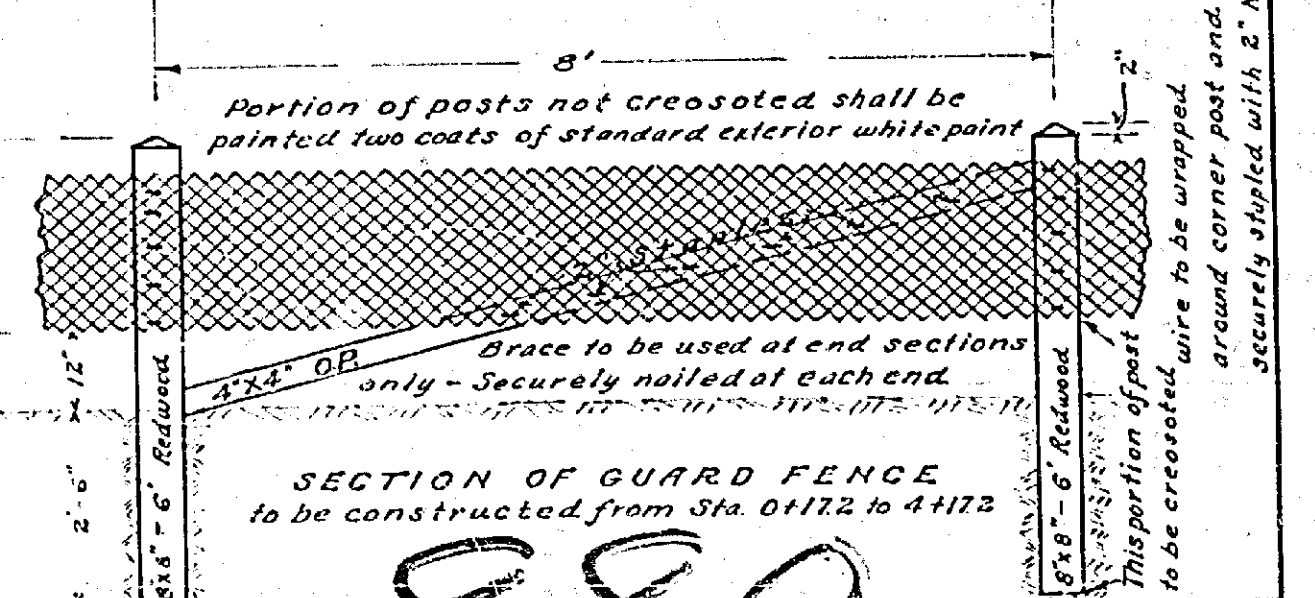 8'
2"
Portion of posts not creosoted shall be
painted two coats of standard exterior white paint
staples
4"x4" O.P.
Brace to be used at end sections
only - Securely nailed at each end
12"
2'-6"
8"x8" - 6' Redwood
8"x8" - 6' Redwood
SECTION OF GUARD FENCE
to be constructed from Sta. 0+17.2 to 4+17.2
This portion of post
to be creosoted
wire to be wrapped
around corner post and
securely stapled with 2"